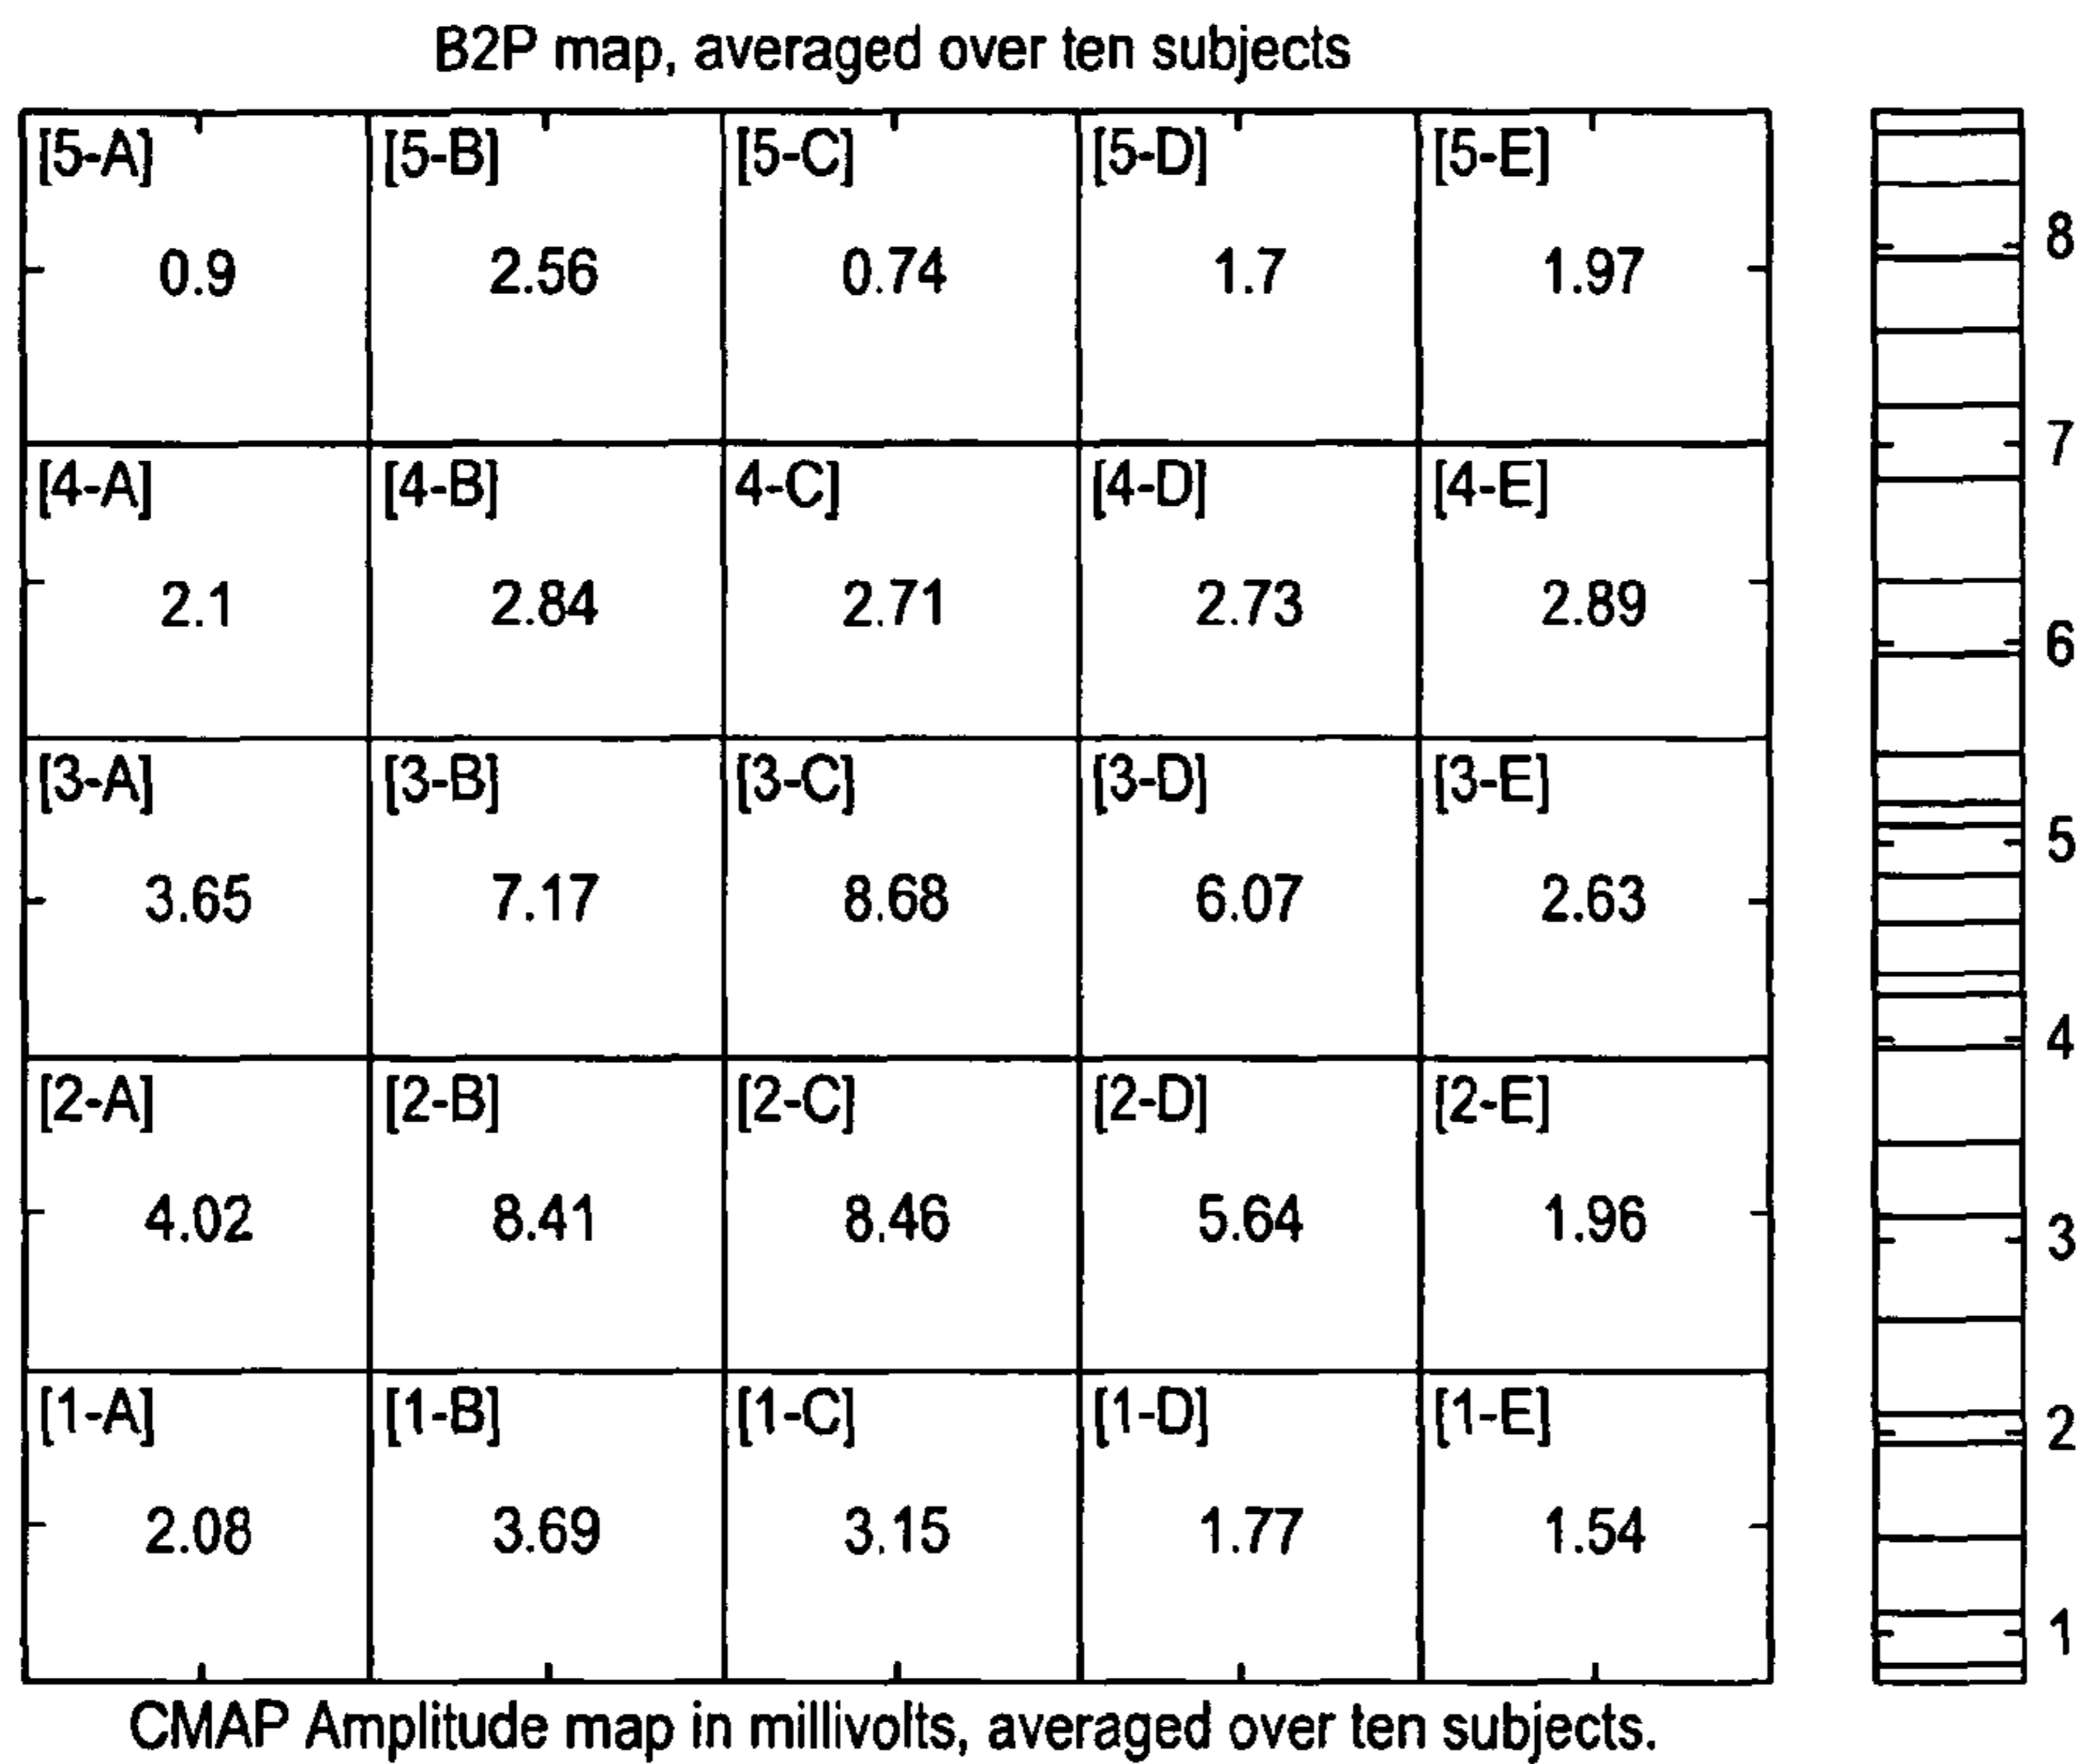 B2P map, averaged over ten subjects
[5-A] [5-B] [5-C] [5-D] [5-E]
0.9 2.56 0.74 1.7 1.97
8
7
[4-A] [4-B] 4-C] [4-D] [4-E]
2.1 2.84 2.71 2.73 2.89
6
[3-A] [3-B] [3-C] [3-D] [3-E]
5
3.65 7.17 8.68 6.07 2.63
4
[2-A] [2-B] [2-C] [2-D] [2-E]
4.02 8.41 8.46 5.64 1.96
3
[1-A] [1-B] [1-C] [1-D] [1-E]
2
2.08 3.69 3.15 1.77 1.54
1
CMAP Amplitude map in millivolts, averaged over ten subjects.